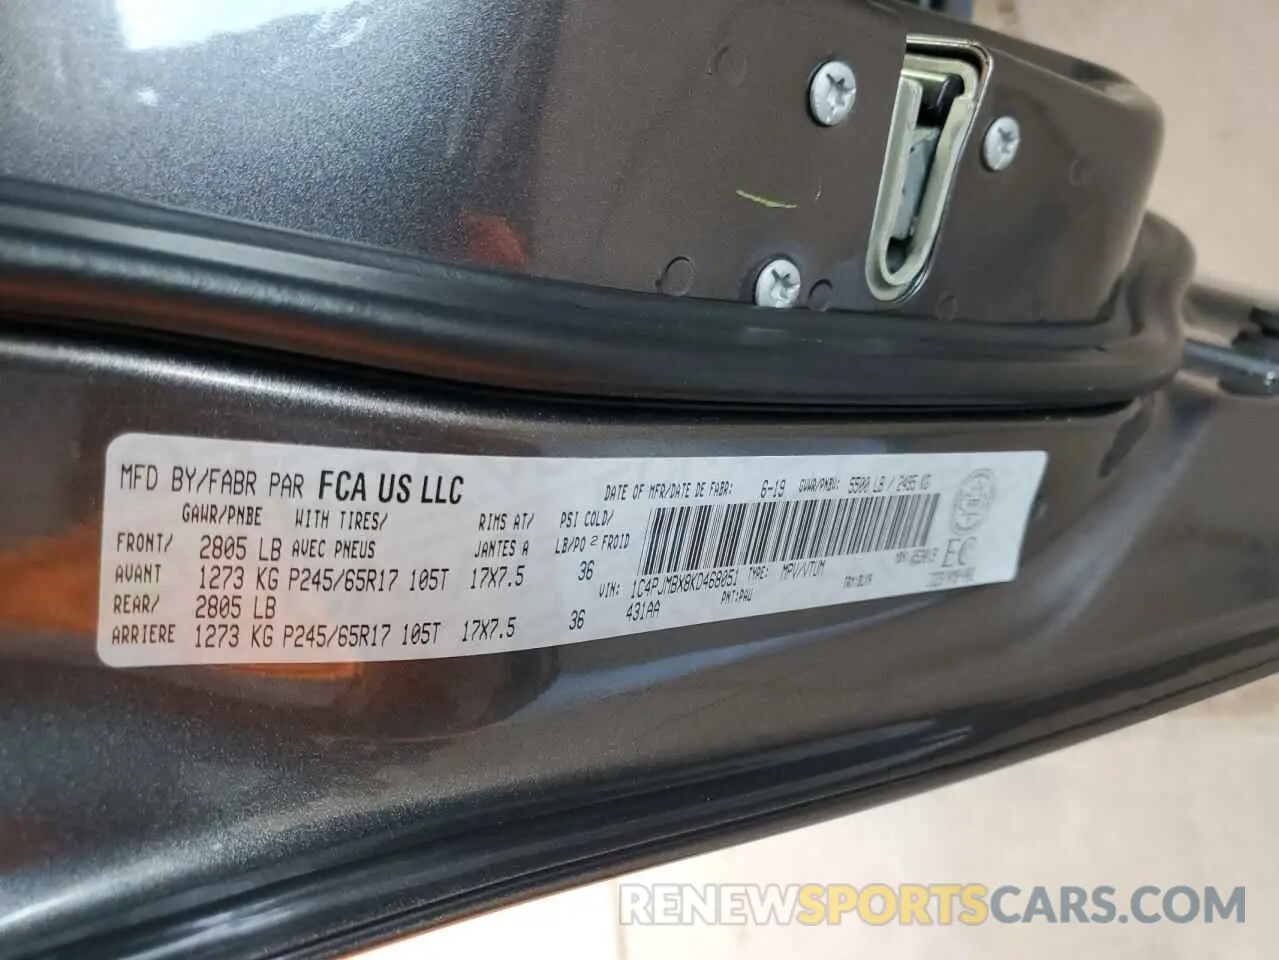 MFD BY/FABR PAR FCA US LLC
DATE OF MFR/DATE DE FABR: 6-19 GVWR/PNBV: 5500 LB / 2495 KG
GAWR/PNBE WITH TIRES/ RIMS AT/ PSI COLD/
FRONT/ 2805 LB AVEC PNEUS JANTES A LB/PO 2 FROID
AVANT 1273 KG P245/65R17 105T 17X7.5 36
REAR/ 2805 LB
ARRIERE 1273 KG P245/65R17 105T 17X7.5 36
VIN: 1C4PJMBX8KD468051 TYPE: MPV/VTUM
431AA PNT:PAU
EC
RENEWSPORTSCARS.COM